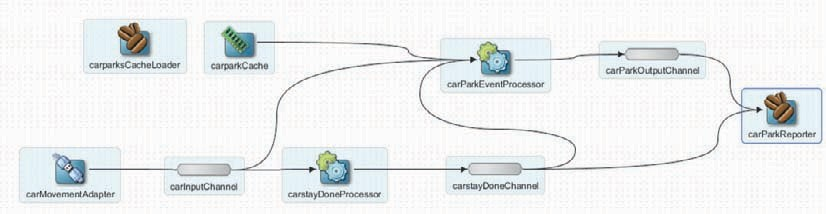 carparksCacheLoader
carparkCache
carParkEventProcessor
carParkOutputChannel
carParkReporter
carMovementAdapter
carInputChannel
carstayDoneProcessor
carstayDoneChannel